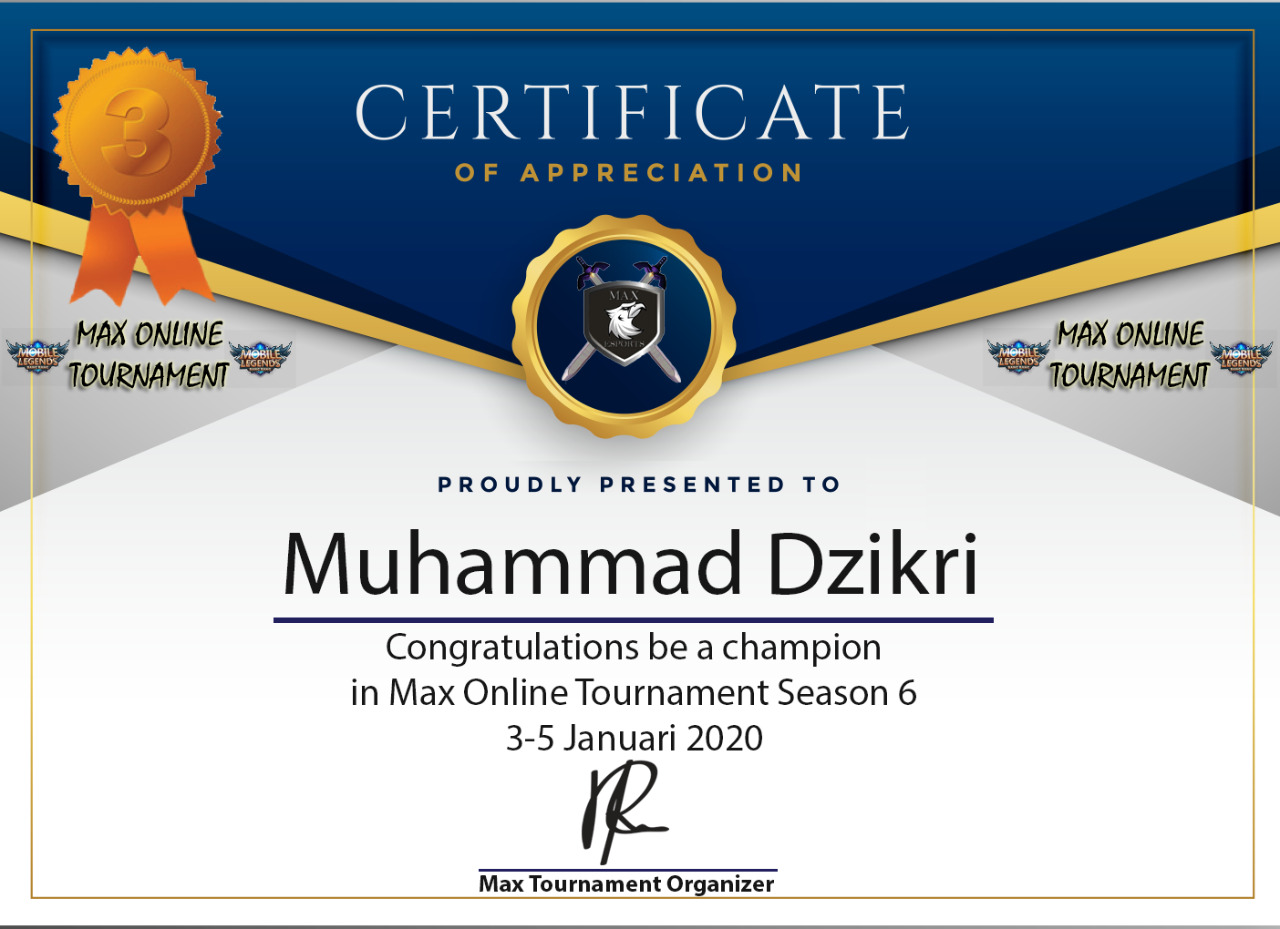 CERTIFICATE
OF APPRECIATION
3
MAX
ESPORTS
MAX ONLINE
TOURNAMENT
MOBILE
LEGENDS
MOBILE
LEGENDS
MAX ONLINE
TOURNAMENT
MOBILE
LEGENDS
MOBILE
LEGENDS
PROUDLY PRESENTED TO
Muhammad Dzikri
Congratulations be a champion
in Max Online Tournament Season 6
3-5 Januari 2020
Max Tournament Organizer